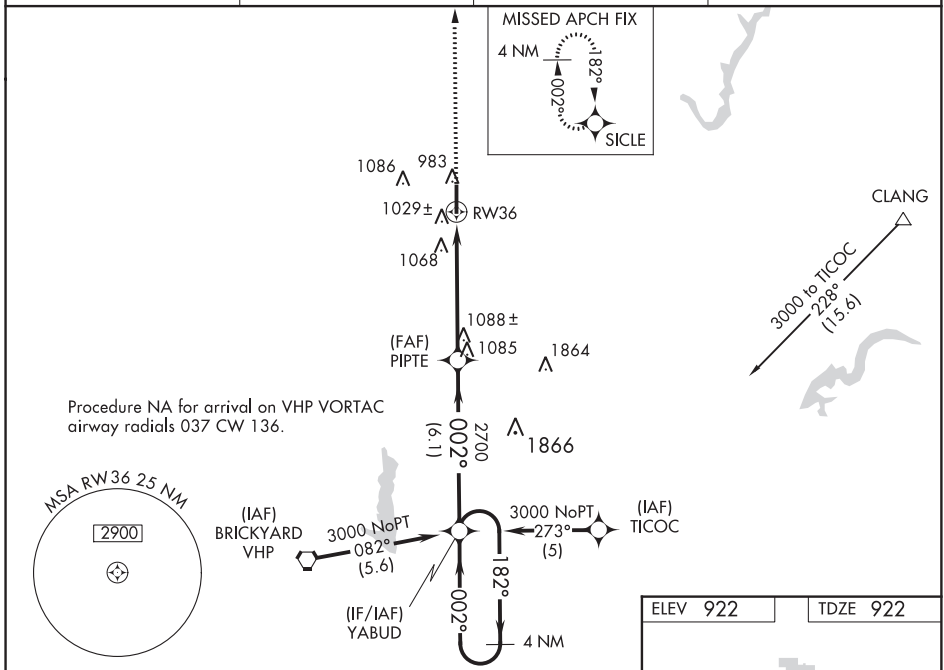 MISSED APCH FIX
4 NM
182°
002°
SICLE
1086
983
1029±
RW36
1068
CLANG
3000 to TICOC
228°
(15.6)
1088±
(FAF)
PIPTE
1085
1864
Procedure NA for arrival on VHP VORTAC
airway radials 037 CW 136.
2700
002°
(6.1)
1866
MSA RW36 25 NM
2900
(IAF)
BRICKYARD
VHP
3000 NoPT
082°
(5.6)
3000 NoPT
273°
(5)
(IAF)
TICOC
182°
002°
(IF/IAF)
YABUD
4 NM
ELEV 922
TDZE 922